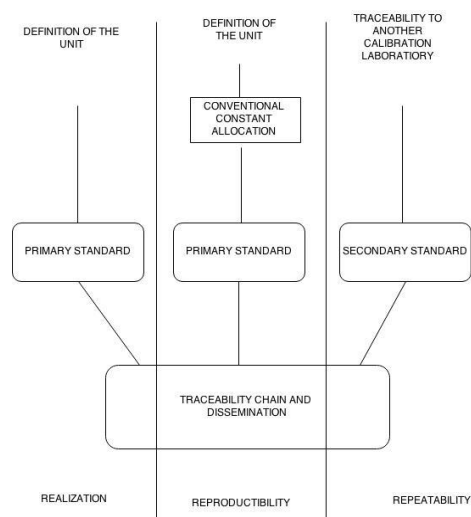 DEFINITION OF THE
UNIT
DEFINITION OF
THE UNIT
TRACEABILITY TO
ANOTHER
CALIBRATION
LABORATIORY
CONVENTIONAL
CONSTANT
ALLOCATION
PRIMARY STANDARD
PRIMARY STANDARD
SECONDARY STANDARD
TRACEABILITY CHAIN AND
DISSEMINATION
REALIZATION
REPRODUCTIBILITY
REPEATABILITY